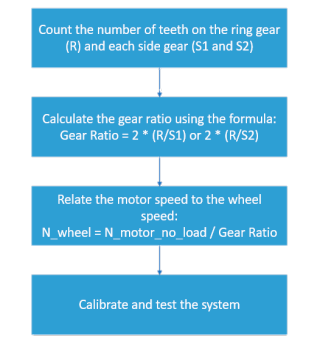 Count the number of teeth on the ring gear
(R) and each side gear (S1 and S2)
Calculate the gear ratio using the formula:
Gear Ratio = 2 * (R/S1) or 2 * (R/S2)
Relate the motor speed to the wheel
speed:
N_wheel = N_motor_no_load / Gear Ratio
Calibrate and test the system